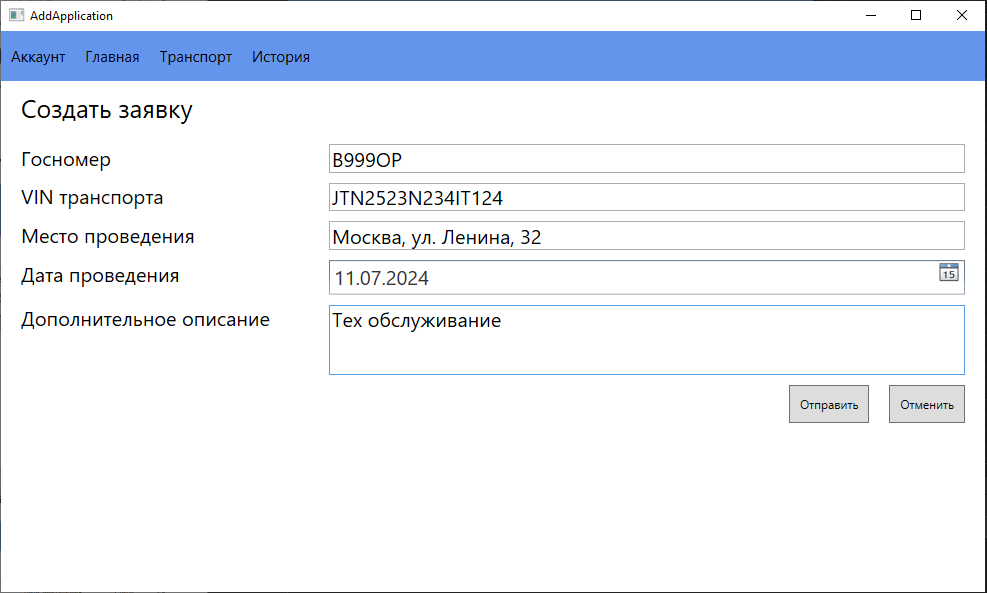 AddApplication
Аккаунт Главная Транспорт История
Создать заявку
Госномер В999ОР
VIN транспорта JTN2523N234IT124
Место проведения Москва, ул. Ленина, 32
Дата проведения 11.07.2024 15
Дополнительное описание Тех обслуживание
Отправить Отменить